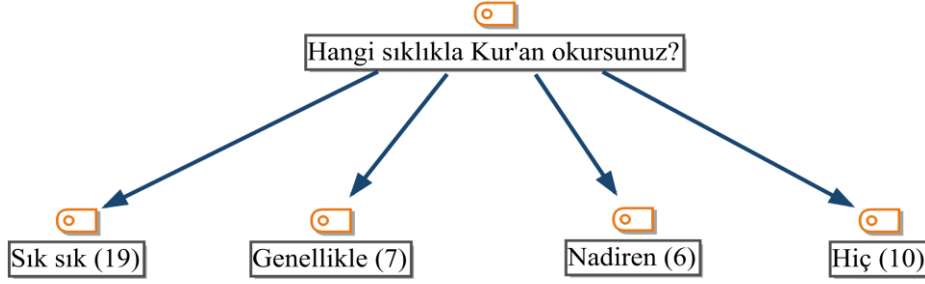 Hangi sıklıkla Kur'an okursunuz?
Sık sık (19)
Genellikle (7)
Nadiren (6)
Hiç (10)